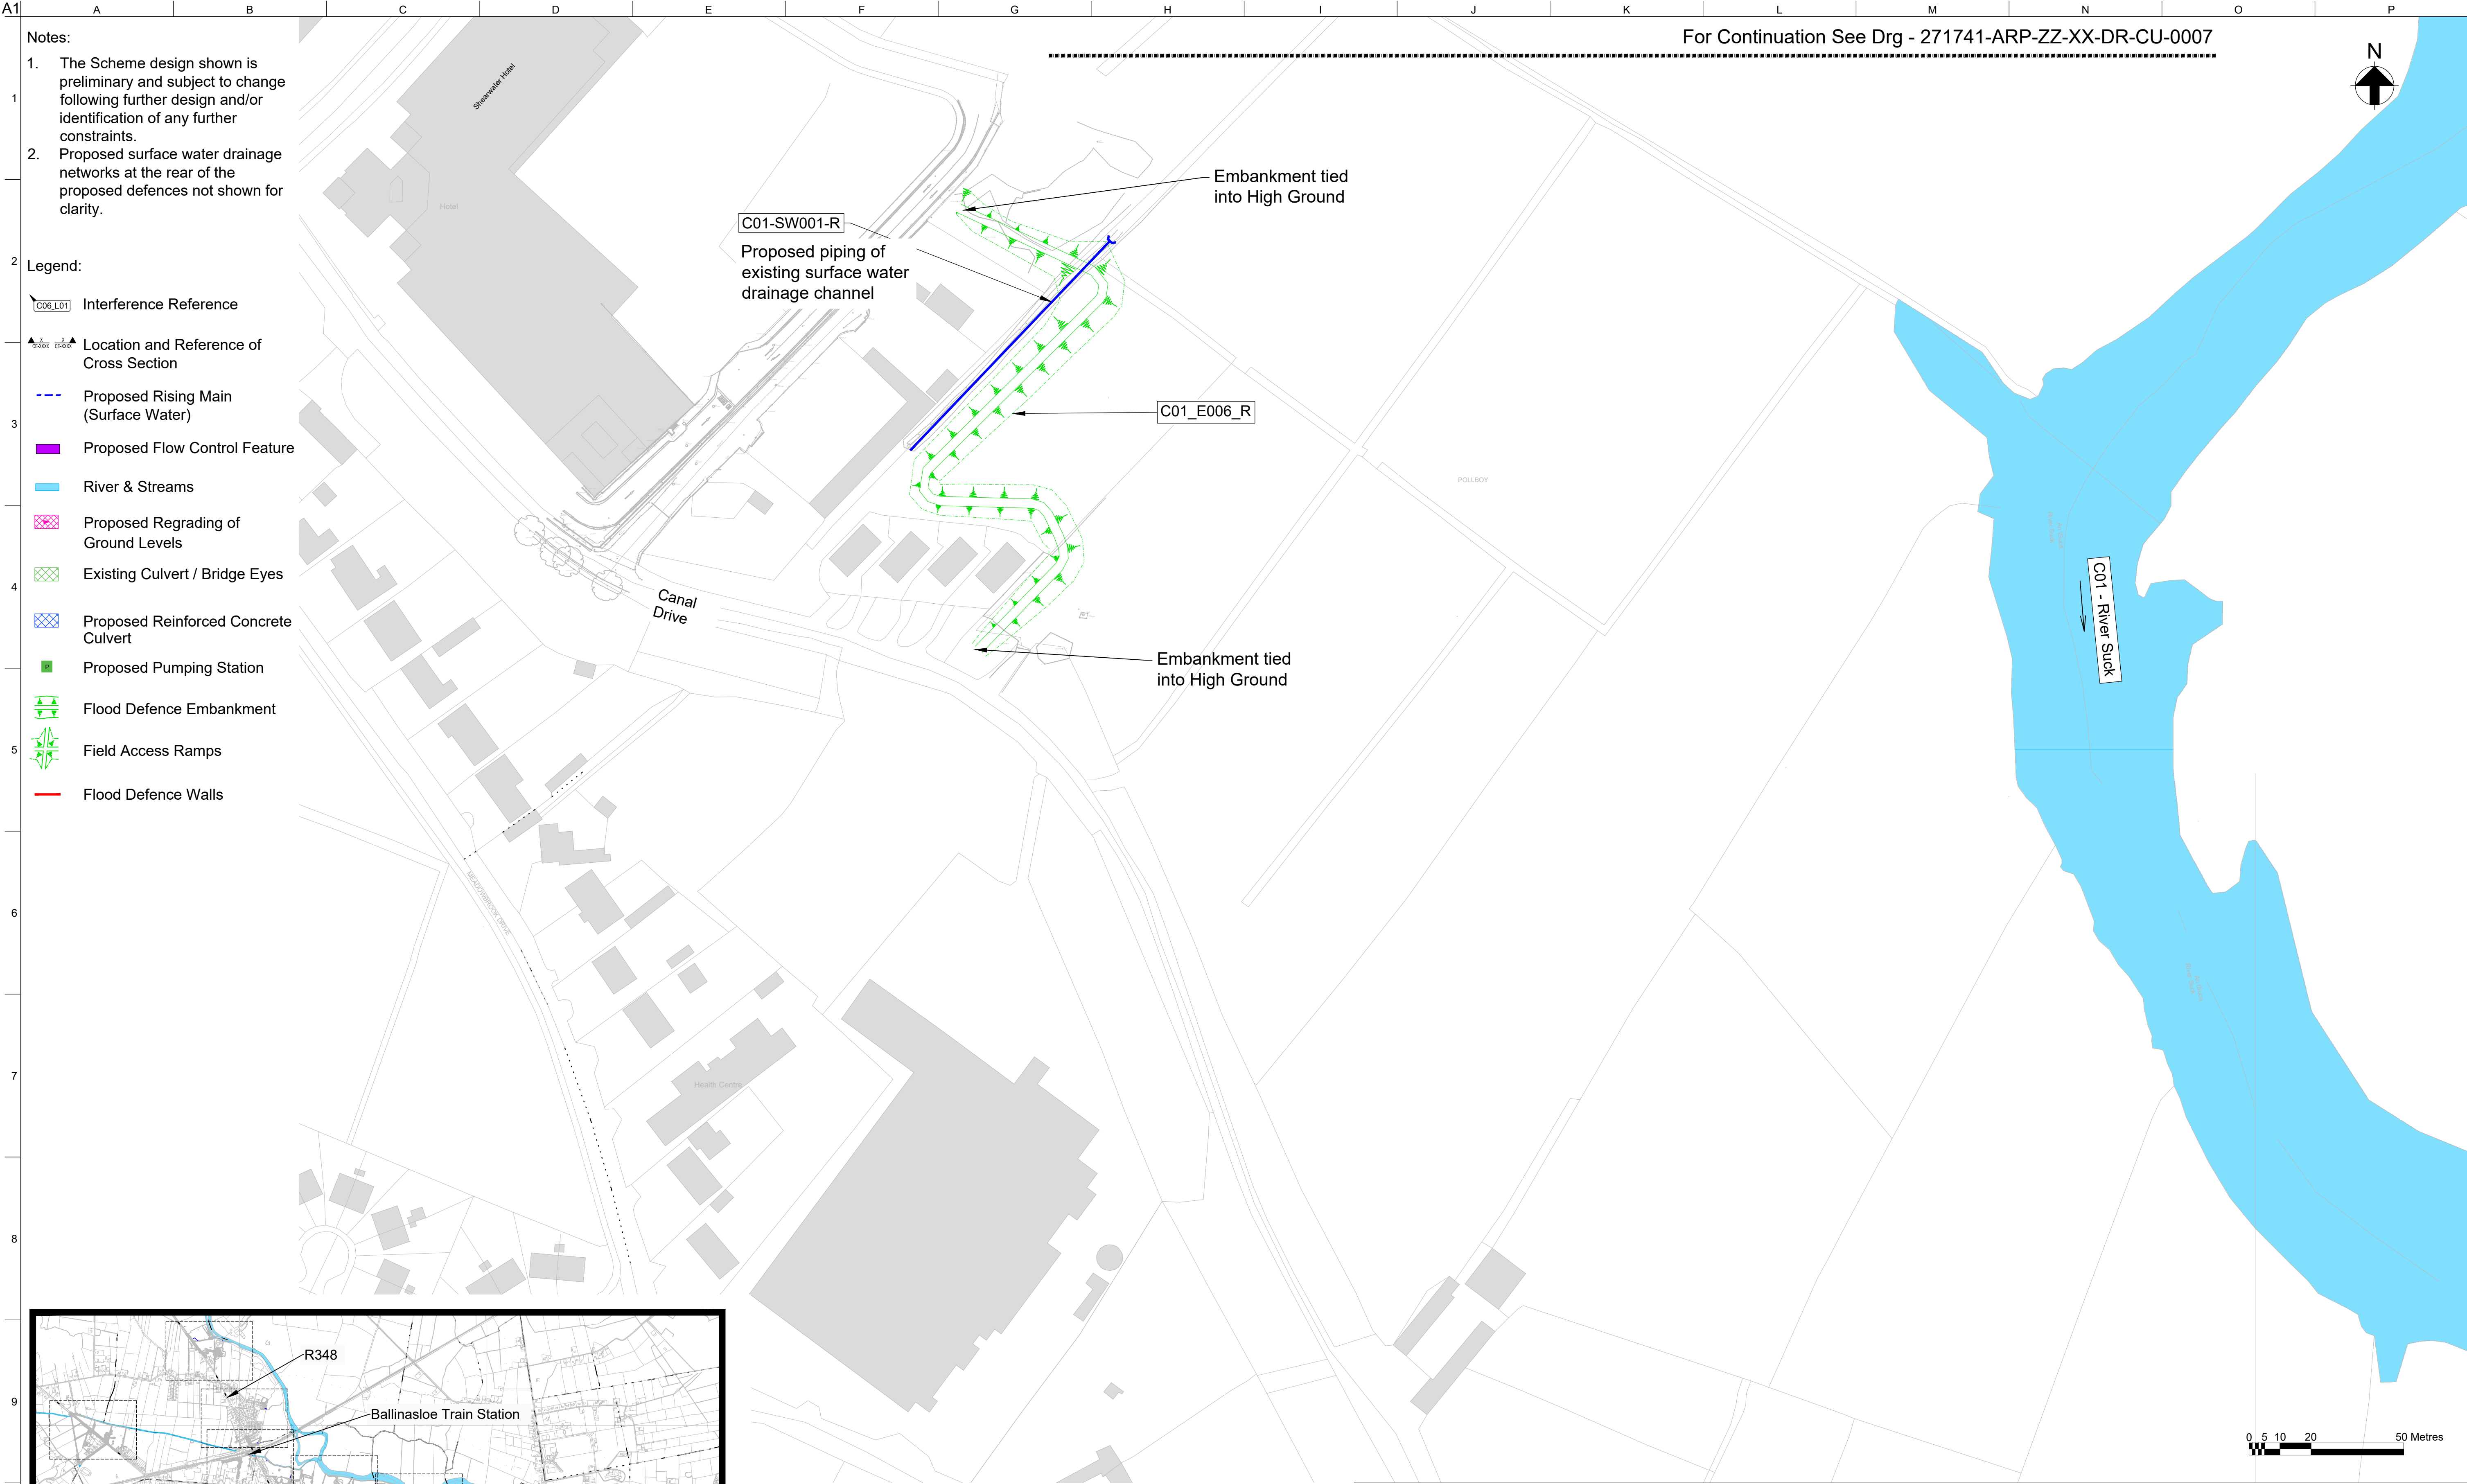 A1
A
B
C
D
E
F
G
H
I
J
K
L
M
N
O
P
1
2
3
4
5
6
7
8
9
Notes:
1. The Scheme design shown is
preliminary and subject to change
following further design and/or
identification of any further
constraints.
2. Proposed surface water drainage
networks at the rear of the
proposed defences not shown for
clarity.
Legend:
C06_L01 Interference Reference
Location and Reference of
Cross Section
Proposed Rising Main
(Surface Water)
Proposed Flow Control Feature
River & Streams
Proposed Regrading of
Ground Levels
Existing Culvert / Bridge Eyes
Proposed Reinforced Concrete
Culvert
P Proposed Pumping Station
Flood Defence Embankment
Field Access Ramps
Flood Defence Walls
For Continuation See Drg - 271741-ARP-ZZ-XX-DR-CU-0007
N
Shearwater Hotel
Hotel
Embankment tied
into High Ground
C01-SW001-R
Proposed piping of
existing surface water
drainage channel
C01_E006_R
POLLBOY
Canal
Drive
Embankment tied
into High Ground
C01 - River Suck
MEADOWBROOK DRIVE
Health Centre
R348
Ballinasloe Train Station
0 5 10 20 50 Metres